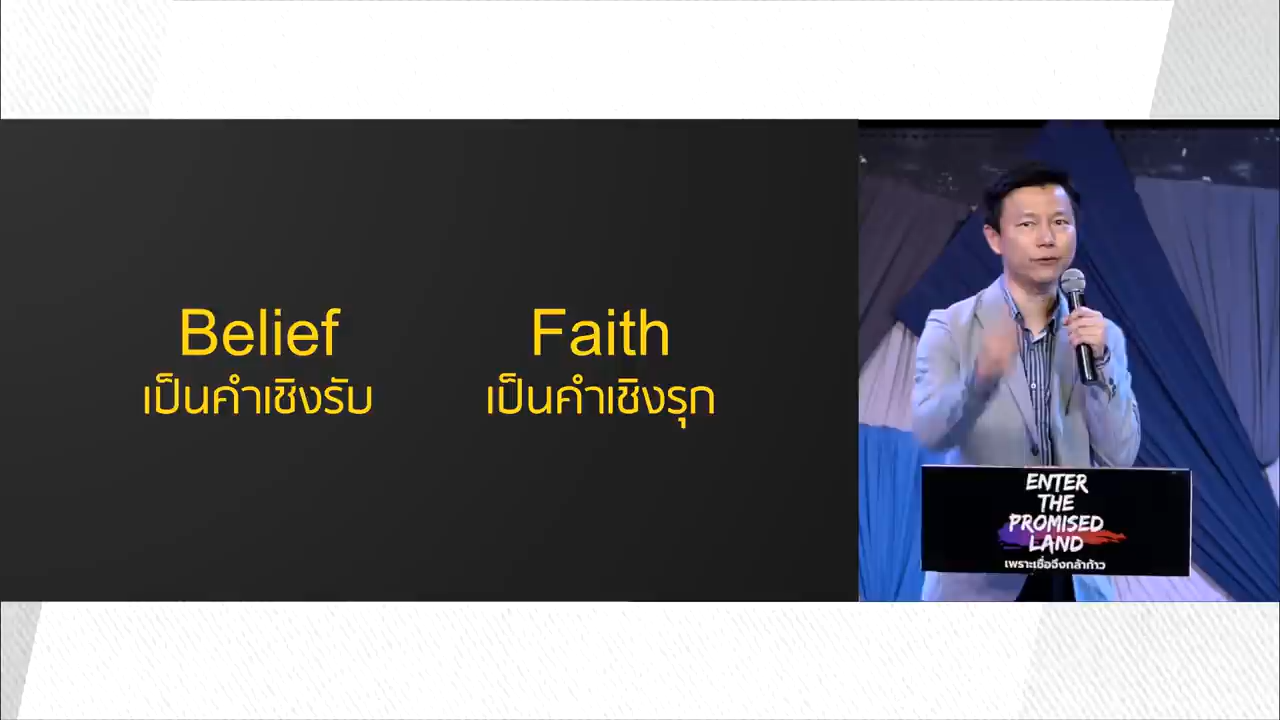 Belief
เป็นคำเชิงรับ
Faith
เป็นคำเชิงรุก
ENTER
THE
PROMISED
LAND
เพราะเชื่อจึงกล้าก้าว